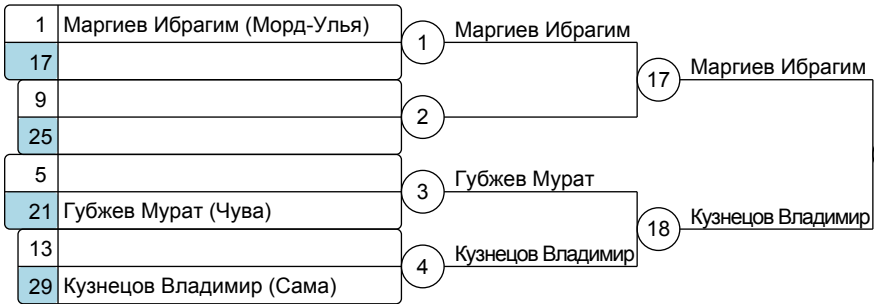 1 Маргиев Ибрагим (Морд-Улья)
17
1 Маргиев Ибрагим
9
25
2
17 Маргиев Ибрагим
5
21 Губжев Мурат (Чува)
3 Губжев Мурат
13
29 Кузнецов Владимир (Сама)
4 Кузнецов Владимир
18 Кузнецов Владимир